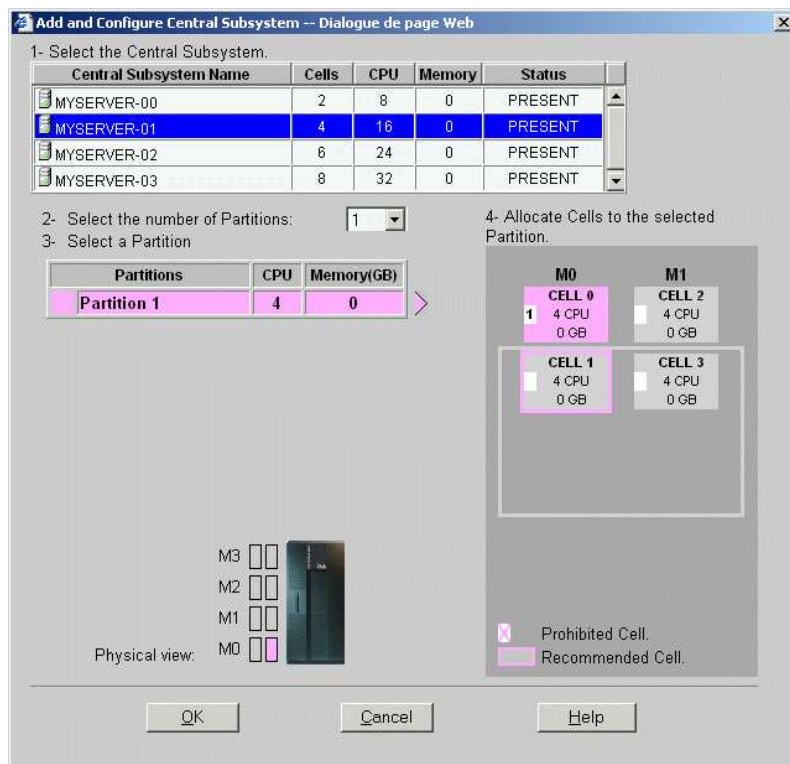 Add and Configure Central Subsystem -- Dialogue de page Web
1- Select the Central Subsystem.
Central Subsystem Name Cells CPU Memory Status
MYSERVER-00 2 8 0 PRESENT
MYSERVER-01 4 16 0 PRESENT
MYSERVER-02 6 24 0 PRESENT
MYSERVER-03 8 32 0 PRESENT
2- Select the number of Partitions: 1
3- Select a Partition
Partitions CPU Memory(GB)
Partition 1 4 0
4- Allocate Cells to the selected
Partition.
M0 M1
CELL 0 CELL 2
1 4 CPU 4 CPU
0 GB 0 GB
CELL 1 CELL 3
4 CPU 4 CPU
0 GB 0 GB
M3
M2
M1
Physical view: M0
X Prohibited Cell.
Recommended Cell.
OK Cancel Help